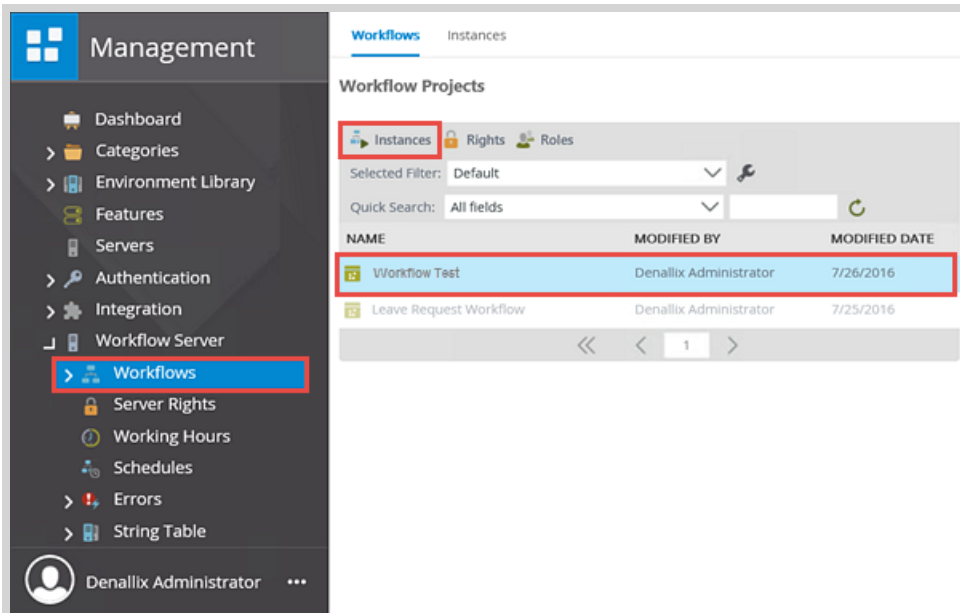 Management
Dashboard
Categories
Environment Library
Features
Servers
Authentication
Integration
Workflow Server
Workflows
Server Rights
Working Hours
Schedules
Errors
String Table
Denallix Administrator
Workflows Instances
Workflow Projects
Instances Rights Roles
Selected Filter: Default
Quick Search: All fields
NAME MODIFIED BY MODIFIED DATE
Workflow Test Denallix Administrator 7/26/2016
Leave Request Workflow Denallix Administrator 7/25/2016
1